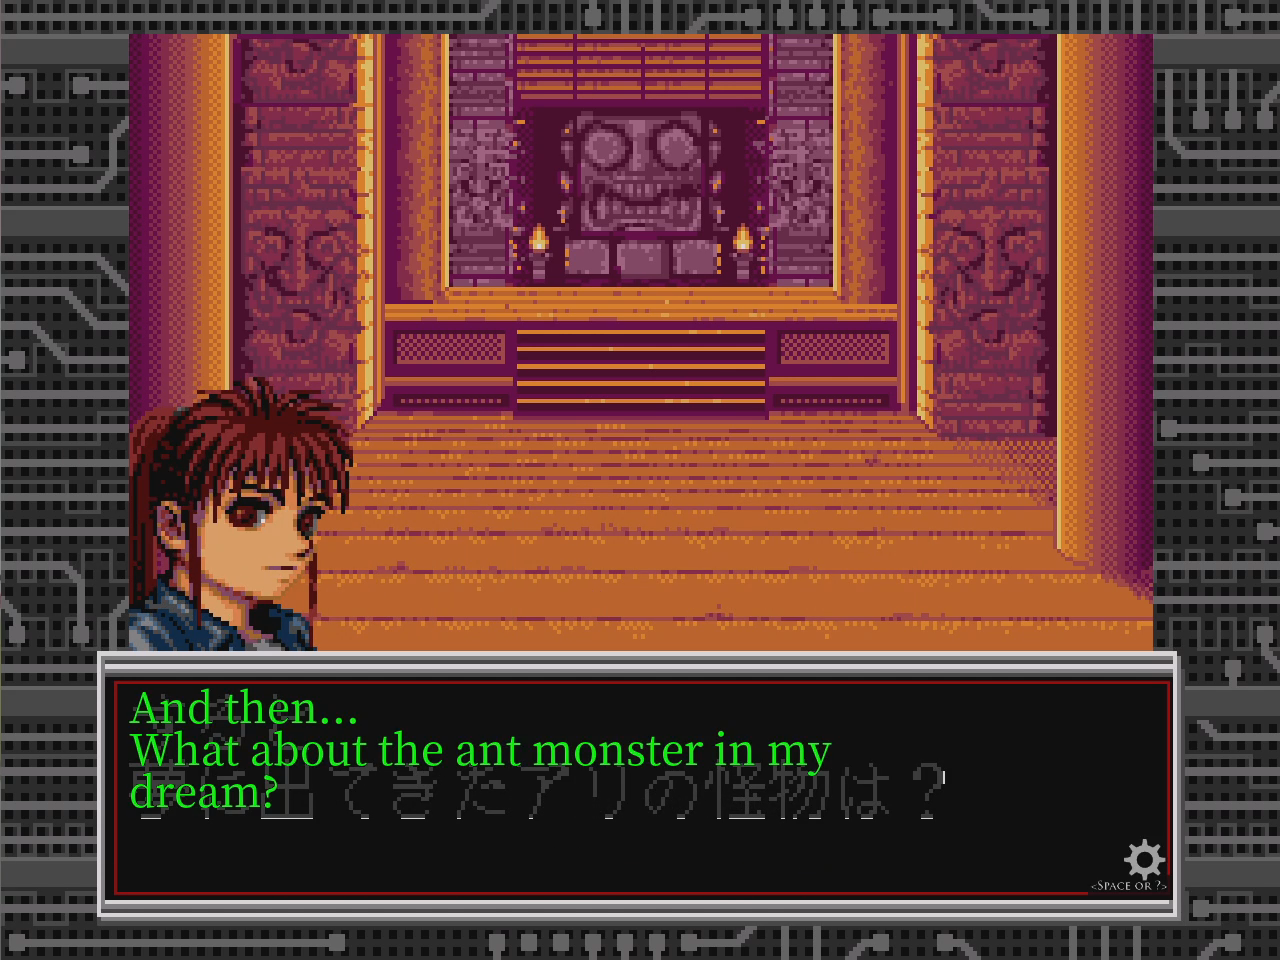 And then...
What about the ant monster in my
dream?
に出てきたアリの怪物は？
<SPACE OR ?>